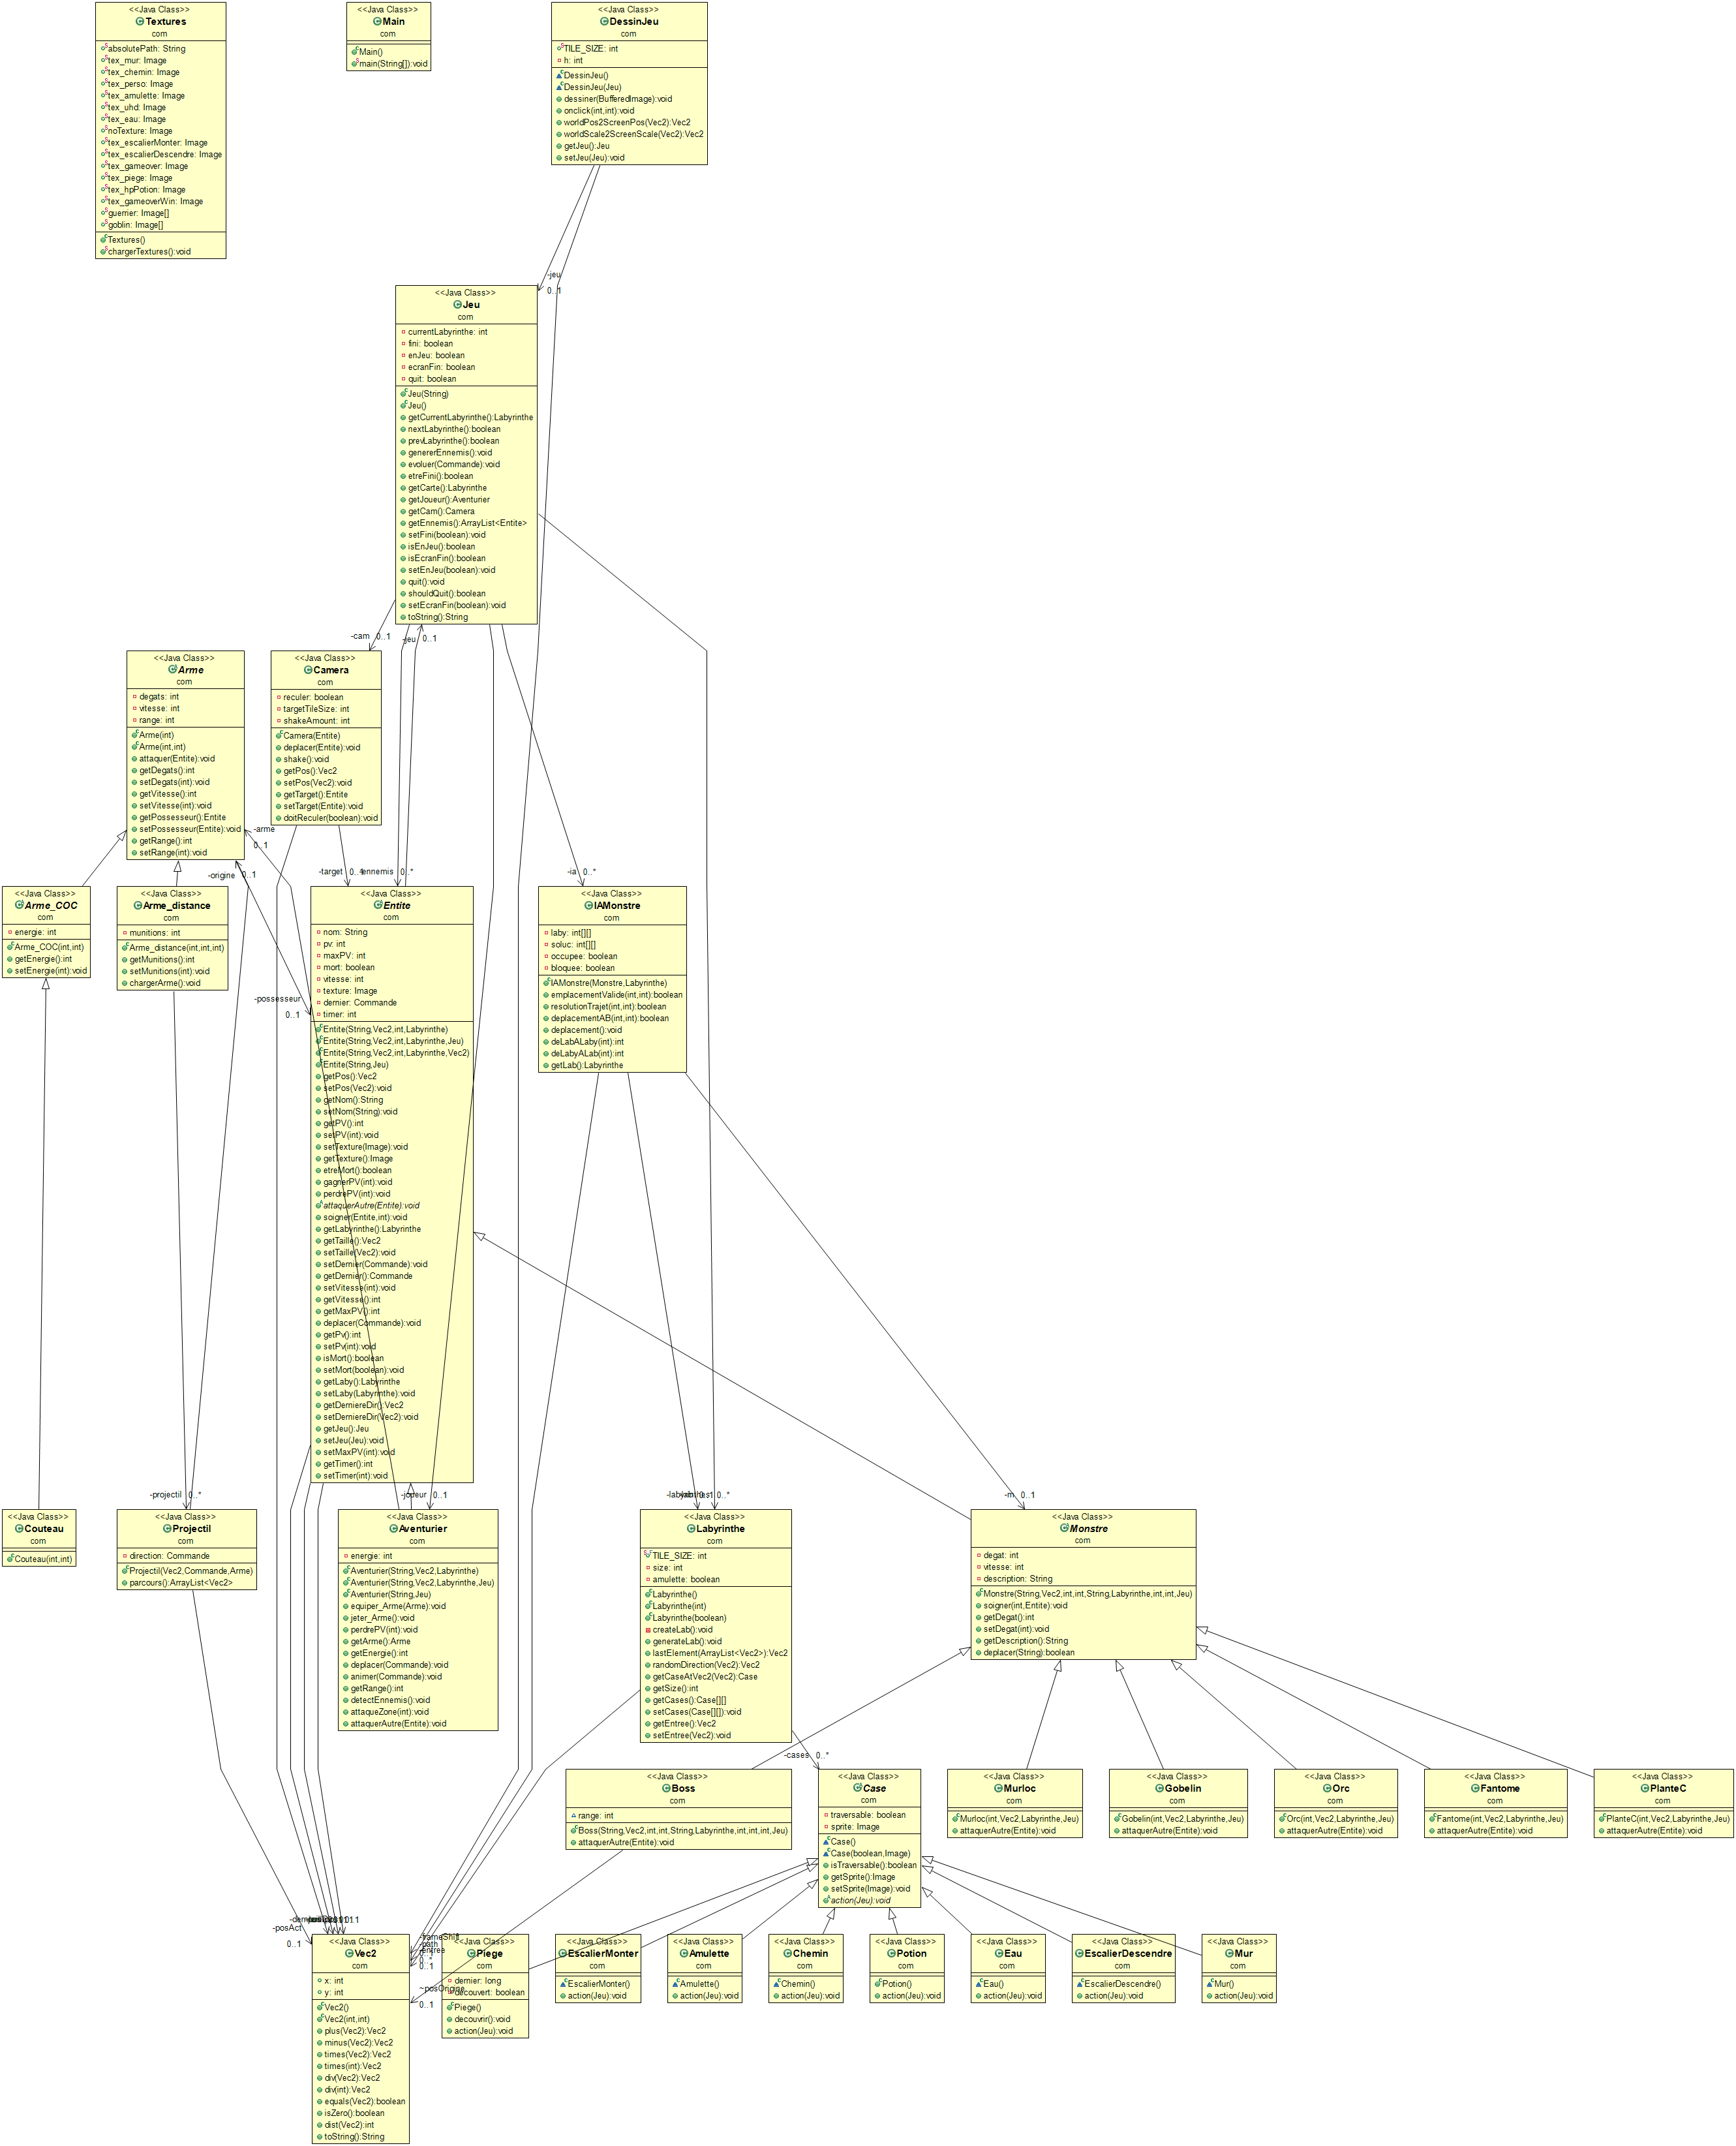 <<Java Class>>
Textures
com
absolutePath: String
tex_mur: Image
tex_chemin: Image
tex_perso: Image
tex_amulette: Image
tex_uhd: Image
tex_eau: Image
noTexture: Image
tex_escalierMonter: Image
tex_escalierDescendre: Image
tex_gameover: Image
tex_piege: Image
tex_hpPotion: Image
tex_gameoverWin: Image
guerrier: Image[]
goblin: Image[]
Textures()
chargerTextures():void
<<Java Class>>
Main
com
Main()
main(String[]):void
<<Java Class>>
DessinJeu
com
TILE_SIZE: int
h: int
DessinJeu()
DessinJeu(Jeu)
dessiner(BufferedImage):void
onclick(int,int):void
worldPos2ScreenPos(Vec2):Vec2
worldScale2ScreenScale(Vec2):Vec2
getJeu():Jeu
setJeu(Jeu):void
-jeu
0..1
<<Java Class>>
Jeu
com
currentLabyrinthe: int
fini: boolean
enJeu: boolean
ecranFin: boolean
quit: boolean
Jeu(String)
Jeu()
getCurrentLabyrinthe():Labyrinthe
nextLabyrinthe():boolean
prevLabyrinthe():boolean
genererEnnemis():void
evoluer(Commande):void
etreFini():boolean
getCarte():Labyrinthe
getJoueur():Aventurier
getCam():Camera
getEnnemis():ArrayList<Entite>
setFini(boolean):void
isEnJeu():boolean
isEcranFin():boolean
setEnJeu(boolean):void
quit():void
shouldQuit():boolean
setEcranFin(boolean):void
toString():String
-cam 0..1
-jeu 0..1
<<Java Class>>
Arme
com
degats: int
vitesse: int
range: int
Arme(int)
Arme(int,int)
attaquer(Entite):void
getDegats():int
setDegats(int):void
getVitesse():int
setVitesse(int):void
getPossesseur():Entite
setPossesseur(Entite):void
getRange():int
setRange(int):void
<<Java Class>>
Camera
com
reculer: boolean
targetTileSize: int
shakeAmount: int
Camera(Entite)
deplacer(Entite):void
shake():void
getPos():Vec2
setPos(Vec2):void
getTarget():Entite
setTarget(Entite):void
doitReculer(boolean):void
-arme
0..1
-origine 0..1
-target 0..1
-ennemis 0..*
-ia 0..*
<<Java Class>>
Arme_COC
com
energie: int
Arme_COC(int,int)
getEnergie():int
setEnergie(int):void
<<Java Class>>
Arme_distance
com
munitions: int
Arme_distance(int,int,int)
getMunitions():int
setMunitions(int):void
chargerArme():void
-possesseur
0..1
<<Java Class>>
Entite
com
nom: String
pv: int
maxPV: int
mort: boolean
vitesse: int
texture: Image
dernier: Commande
timer: int
Entite(String,Vec2,int,Labyrinthe)
Entite(String,Vec2,int,Labyrinthe,Jeu)
Entite(String,Vec2,int,Labyrinthe,Vec2)
Entite(String,Jeu)
getPos():Vec2
setPos(Vec2):void
getNom():String
setNom(String):void
getPV():int
setPV(int):void
setTexture(Image):void
getTexture():Image
etreMort():boolean
gagnerPV(int):void
perdrePV(int):void
attaquerAutre(Entite):void
soigner(Entite,int):void
getLabyrinthe():Labyrinthe
getTaille():Vec2
setTaille(Vec2):void
setDernier(Commande):void
getDernier():Commande
setVitesse(int):void
getVitesse():int
getMaxPV():int
deplacer(Commande):void
getPv():int
setPv(int):void
isMort():boolean
setMort(boolean):void
getLaby():Labyrinthe
setLaby(Labyrinthe):void
getDerniereDir():Vec2
setDerniereDir(Vec2):void
getJeu():Jeu
setJeu(Jeu):void
setMaxPV(int):void
getTimer():int
setTimer(int):void
<<Java Class>>
IAMonstre
com
laby: int[][]
soluc: int[][]
occupee: boolean
bloquee: boolean
IAMonstre(Monstre,Labyrinthe)
emplacementValide(int,int):boolean
resolutionTrajet(int,int):boolean
deplacementAB(int,int):boolean
deplacement():void
deLabALaby(int):int
deLabyALab(int):int
getLab():Labyrinthe
-projectil 0..*
-joueur 0..1
0..*
-m 0..1
<<Java Class>>
Couteau
com
Couteau(int,int)
<<Java Class>>
Projectil
com
direction: Commande
Projectil(Vec2,Commande,Arme)
parcours():ArrayList<Vec2>
<<Java Class>>
Aventurier
com
energie: int
Aventurier(String,Vec2,Labyrinthe)
Aventurier(String,Vec2,Labyrinthe,Jeu)
Aventurier(String,Jeu)
equiper_Arme(Arme):void
jeter_Arme():void
perdrePV(int):void
getArme():Arme
getEnergie():int
deplacer(Commande):void
animer(Commande):void
getRange():int
detectEnnemis():void
attaqueZone(int):void
attaquerAutre(Entite):void
<<Java Class>>
Labyrinthe
com
TILE_SIZE: int
size: int
amulette: boolean
Labyrinthe()
Labyrinthe(int)
Labyrinthe(boolean)
createLab():void
generateLab():void
lastElement(ArrayList<Vec2>):Vec2
randomDirection(Vec2):Vec2
getCaseAtVec2(Vec2):Case
getSize():int
getCases():Case[][]
setCases(Case[][]):void
getEntree():Vec2
setEntree(Vec2):void
<<Java Class>>
Monstre
com
degat: int
vitesse: int
description: String
Monstre(String,Vec2,int,int,String,Labyrinthe,int,int,Jeu)
soigner(int,Entite):void
getDegat():int
setDegat(int):void
getDescription():String
deplacer(String):boolean
-cases 0..*
<<Java Class>>
Boss
com
range: int
Boss(String,Vec2,int,int,String,Labyrinthe,int,int,int,Jeu)
attaquerAutre(Entite):void
<<Java Class>>
Case
com
traversable: boolean
sprite: Image
Case()
Case(boolean,Image)
isTraversable():boolean
getSprite():Image
setSprite(Image):void
action(Jeu):void
<<Java Class>>
Murloc
com
Murloc(int,Vec2,Labyrinthe,Jeu)
attaquerAutre(Entite):void
<<Java Class>>
Gobelin
com
Gobelin(int,Vec2,Labyrinthe,Jeu)
attaquerAutre(Entite):void
<<Java Class>>
Orc
com
Orc(int,Vec2,Labyrinthe,Jeu)
attaquerAutre(Entite):void
<<Java Class>>
Fantome
com
Fantome(int,Vec2,Labyrinthe,Jeu)
attaquerAutre(Entite):void
<<Java Class>>
PlanteC
com
PlanteC(int,Vec2,Labyrinthe,Jeu)
attaquerAutre(Entite):void
-posAct
0..1
-frameShift
-path
-entree
0..*
0..1
~posOrigine
0..1
<<Java Class>>
Vec2
com
x: int
y: int
Vec2()
Vec2(int,int)
plus(Vec2):Vec2
minus(Vec2):Vec2
times(Vec2):Vec2
times(int):Vec2
div(Vec2):Vec2
div(int):Vec2
equals(Vec2):boolean
isZero():boolean
dist(Vec2):int
toString():String
<<Java Class>>
Piege
com
dernier: long
decouvert: boolean
Piege()
decouvrir():void
action(Jeu):void
<<Java Class>>
EscalierMonter
com
EscalierMonter()
action(Jeu):void
<<Java Class>>
Amulette
com
Amulette()
action(Jeu):void
<<Java Class>>
Chemin
com
Chemin()
action(Jeu):void
<<Java Class>>
Potion
com
Potion()
action(Jeu):void
<<Java Class>>
Eau
com
Eau()
action(Jeu):void
<<Java Class>>
EscalierDescendre
com
EscalierDescendre()
action(Jeu):void
<<Java Class>>
Mur
com
Mur()
action(Jeu):void